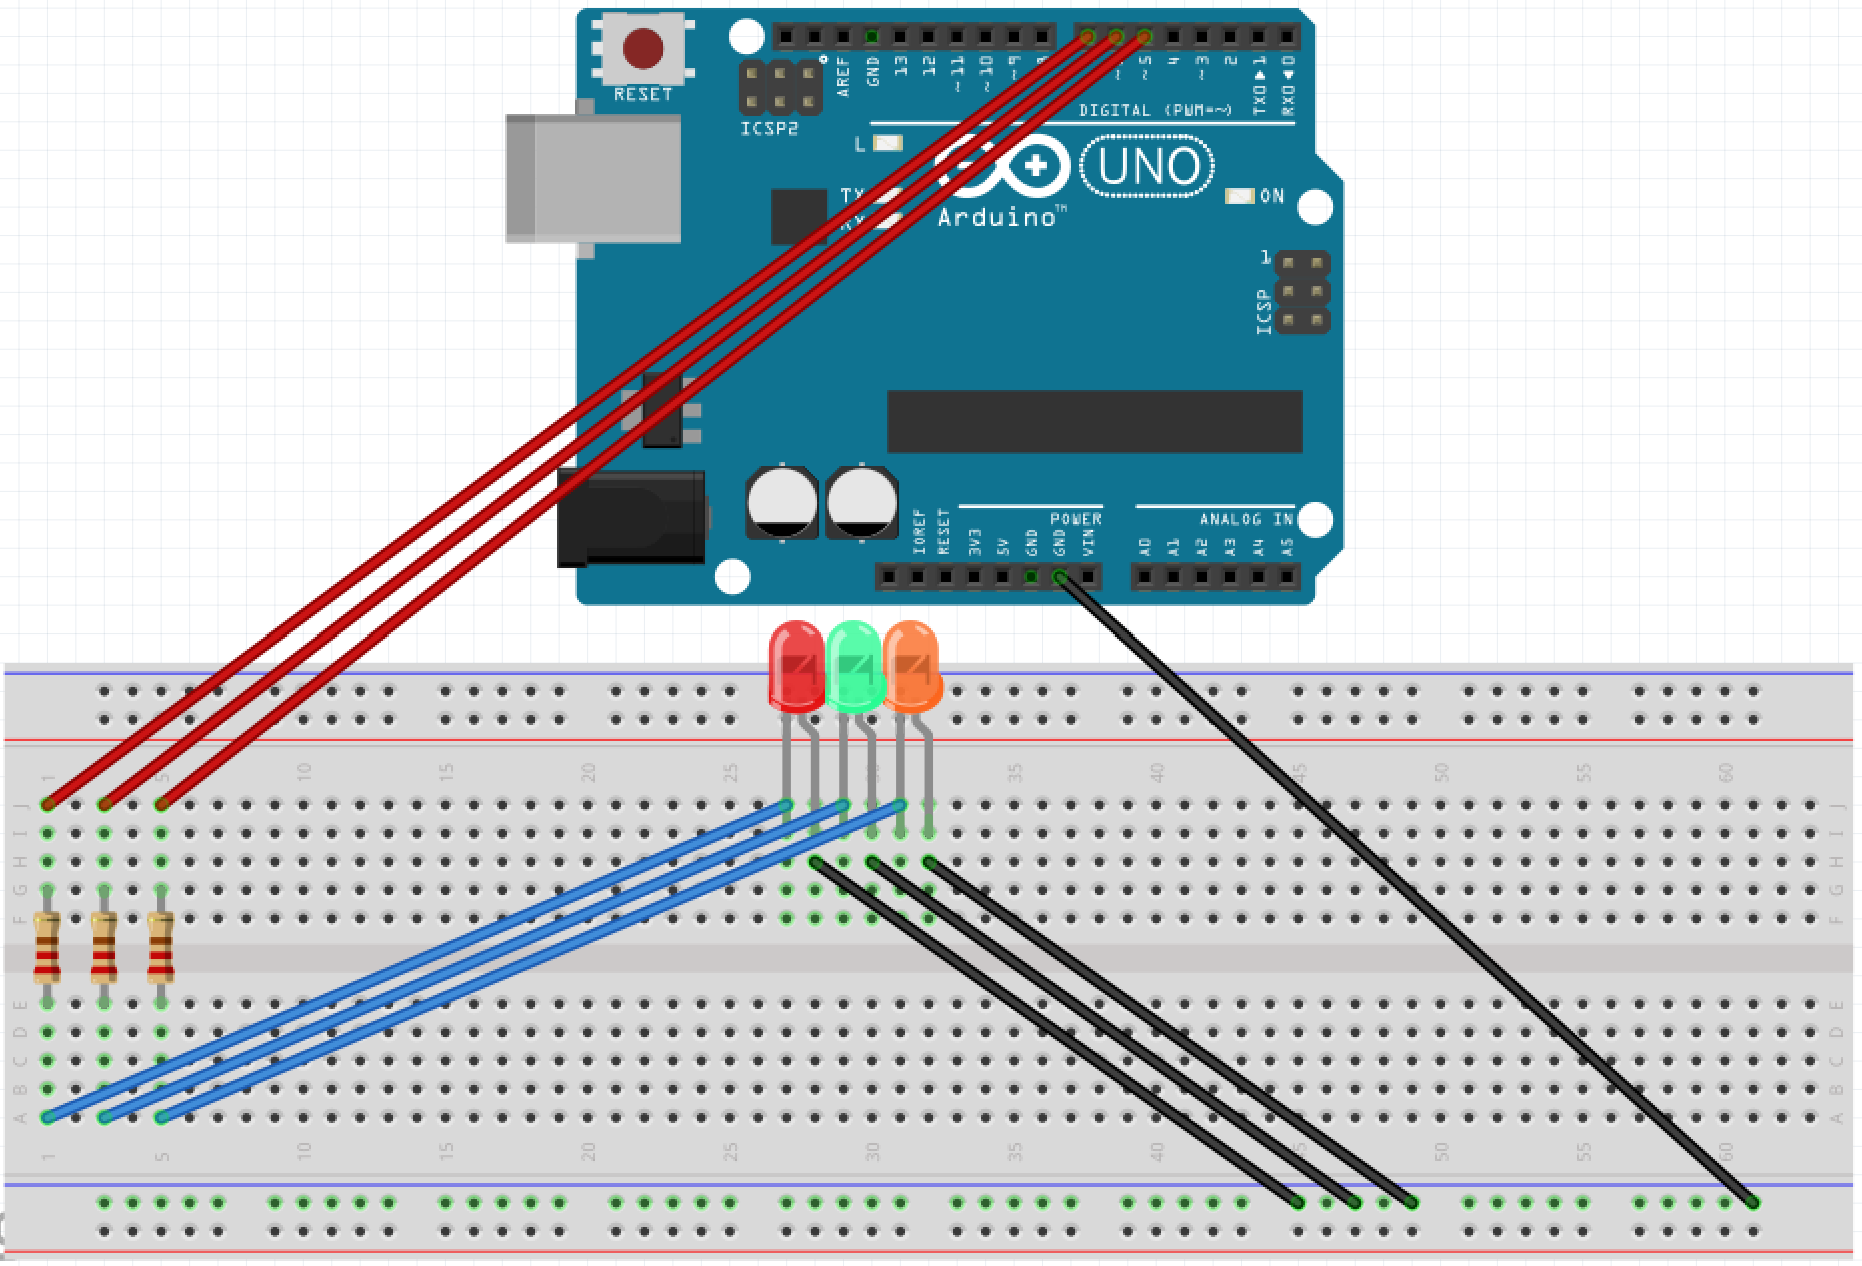 RESET
ICSP2
AREF
GND
13
12
~11
~10
~9
~5
4
~3
2
TX0▶1
RX0◀0
DIGITAL (PWM=~)
L
TX
RX
UNO
Arduino™
ON
1
ICSP
IOREF
RESET
3V3
5V
GND
GND
VIN
POWER
A0
A1
A2
A3
A4
A5
ANALOG IN
1 5 10 15 20 25 30 35 40 45 50 55 60
J J
I I
H H
G G
F F
E E
D D
C C
B B
A A
1 5 10 15 20 25 30 35 40 45 50 55 60